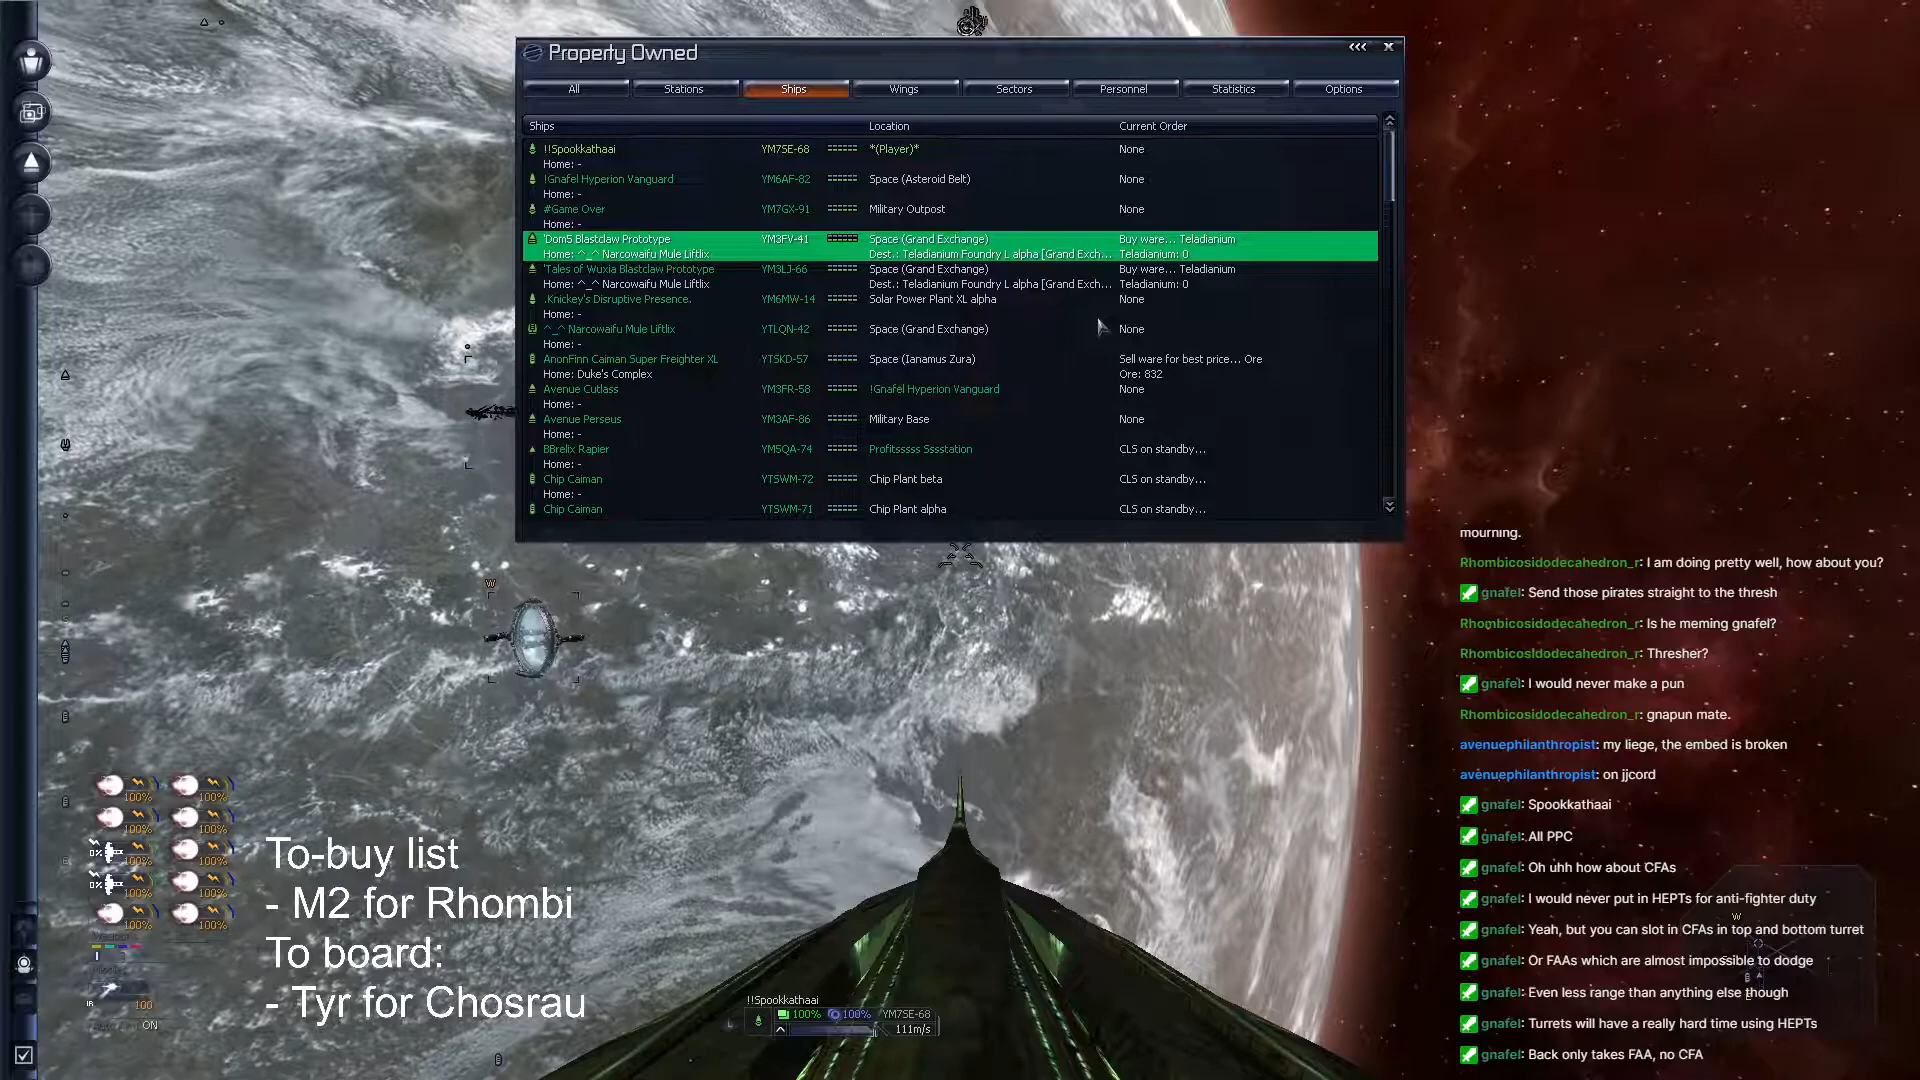 Property Owned
<<< X
All Stations Ships Wings Sectors Personnel Statistics Options
Ships Location Current Order
!!Spookkathaai YM7SE-68 *(Player)* None
Home: -
!Gnafel Hyperion Vanguard YM6AF-82 Space (Asteroid Belt) None
Home: -
#Game Over YM7GX-91 Military Outpost None
Home: -
'Dom5 Blastclaw Prototype YM3FV-41 Space (Grand Exchange) Buy ware... Teladianium
Home: ^_^ Narcowaifu Mule Liftlix Dest.: Teladianium Foundry L alpha [Grand Exch... Teladianium: 0
'Tales of Wuxia Blastclaw Prototype YM3LJ-66 Space (Grand Exchange) Buy ware... Teladianium
Home: ^_^ Narcowaifu Mule Liftlix Dest.: Teladianium Foundry L alpha [Grand Exch... Teladianium: 0
.Knickey's Disruptive Presence. YM6MW-14 Solar Power Plant XL alpha None
Home: -
^_^ Narcowaifu Mule Liftlix YTLQN-42 Space (Grand Exchange) None
Home: -
AnonFinn Caiman Super Freighter XL YTSKD-57 Space (Ianamus Zura) Sell ware for best price... Ore
Home: Duke's Complex Ore: 832
Avenue Cutlass YM3FR-58 !Gnafel Hyperion Vanguard None
Home: -
Avenue Perseus YM3AF-86 Military Base None
Home: -
BBrelix Rapier YM5QA-74 Profitsssss Sssstation CLS on standby...
Home: -
Chip Caiman YTSWM-72 Chip Plant beta CLS on standby...
Home: -
Chip Caiman YTSWM-71 Chip Plant alpha CLS on standby...
mourning.
Rhombicosidodecahedron_r: I am doing pretty well, how about you?
gnafel: Send those pirates straight to the thresh
Rhombicosidodecahedron_r: Is he meming gnafel?
Rhombicosidodecahedron_r: Thresher?
gnafel: I would never make a pun
Rhombicosidodecahedron_r: gnapun mate.
avenuephilanthropist: my liege, the embed is broken
avenuephilanthropist: on jjcord
gnafel: Spookkathaai
gnafel: All PPC
gnafel: Oh uhh how about CFAs
gnafel: I would never put in HEPTs for anti-fighter duty
W
gnafel: Yeah, but you can slot in CFAs in top and bottom turret
gnafel: Or FAAs which are almost impossible to dodge
gnafel: Even less range than anything else though
gnafel: Turrets will have a really hard time using HEPTs
gnafel: Back only takes FAA, no CFA
W
100% 100%
100% 100%
0% 100% 100%
0% 100% 100%
100% 100%
IR 100
ON
To-buy list
- M2 for Rhombi
To board:
- Tyr for Chosrau
!!Spookkathaai
100% 100% YM7SE-68
111m/s